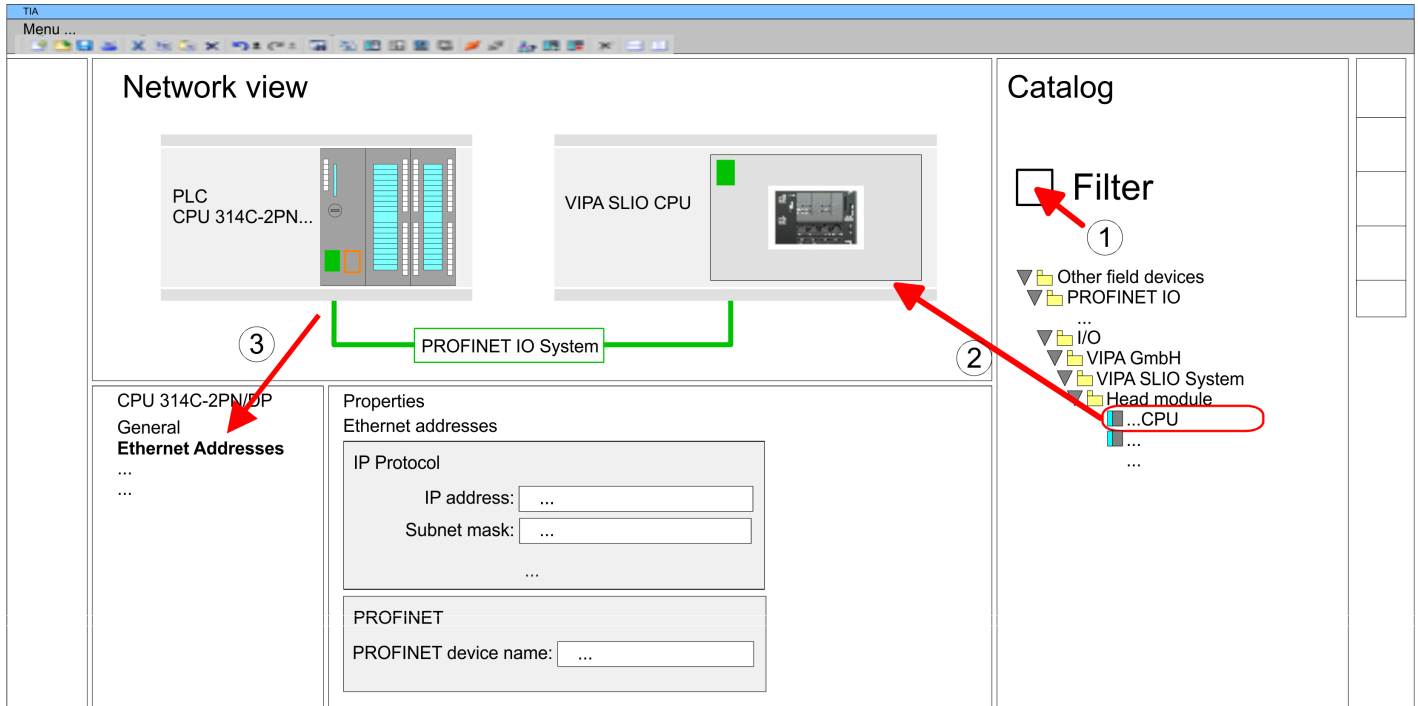 TIA
Menu ...
Network view
PLC
CPU 314C-2PN...
VIPA SLIO CPU
PROFINET IO System
3
2
Catalog
Filter
1
Other field devices
PROFINET IO
...
I/O
VIPA GmbH
VIPA SLIO System
Head module
...CPU
...
...
CPU 314C-2PN/DP
General
Ethernet Addresses
...
...
Properties
Ethernet addresses
IP Protocol
IP address: ...
Subnet mask: ...
...
PROFINET
PROFINET device name: ...